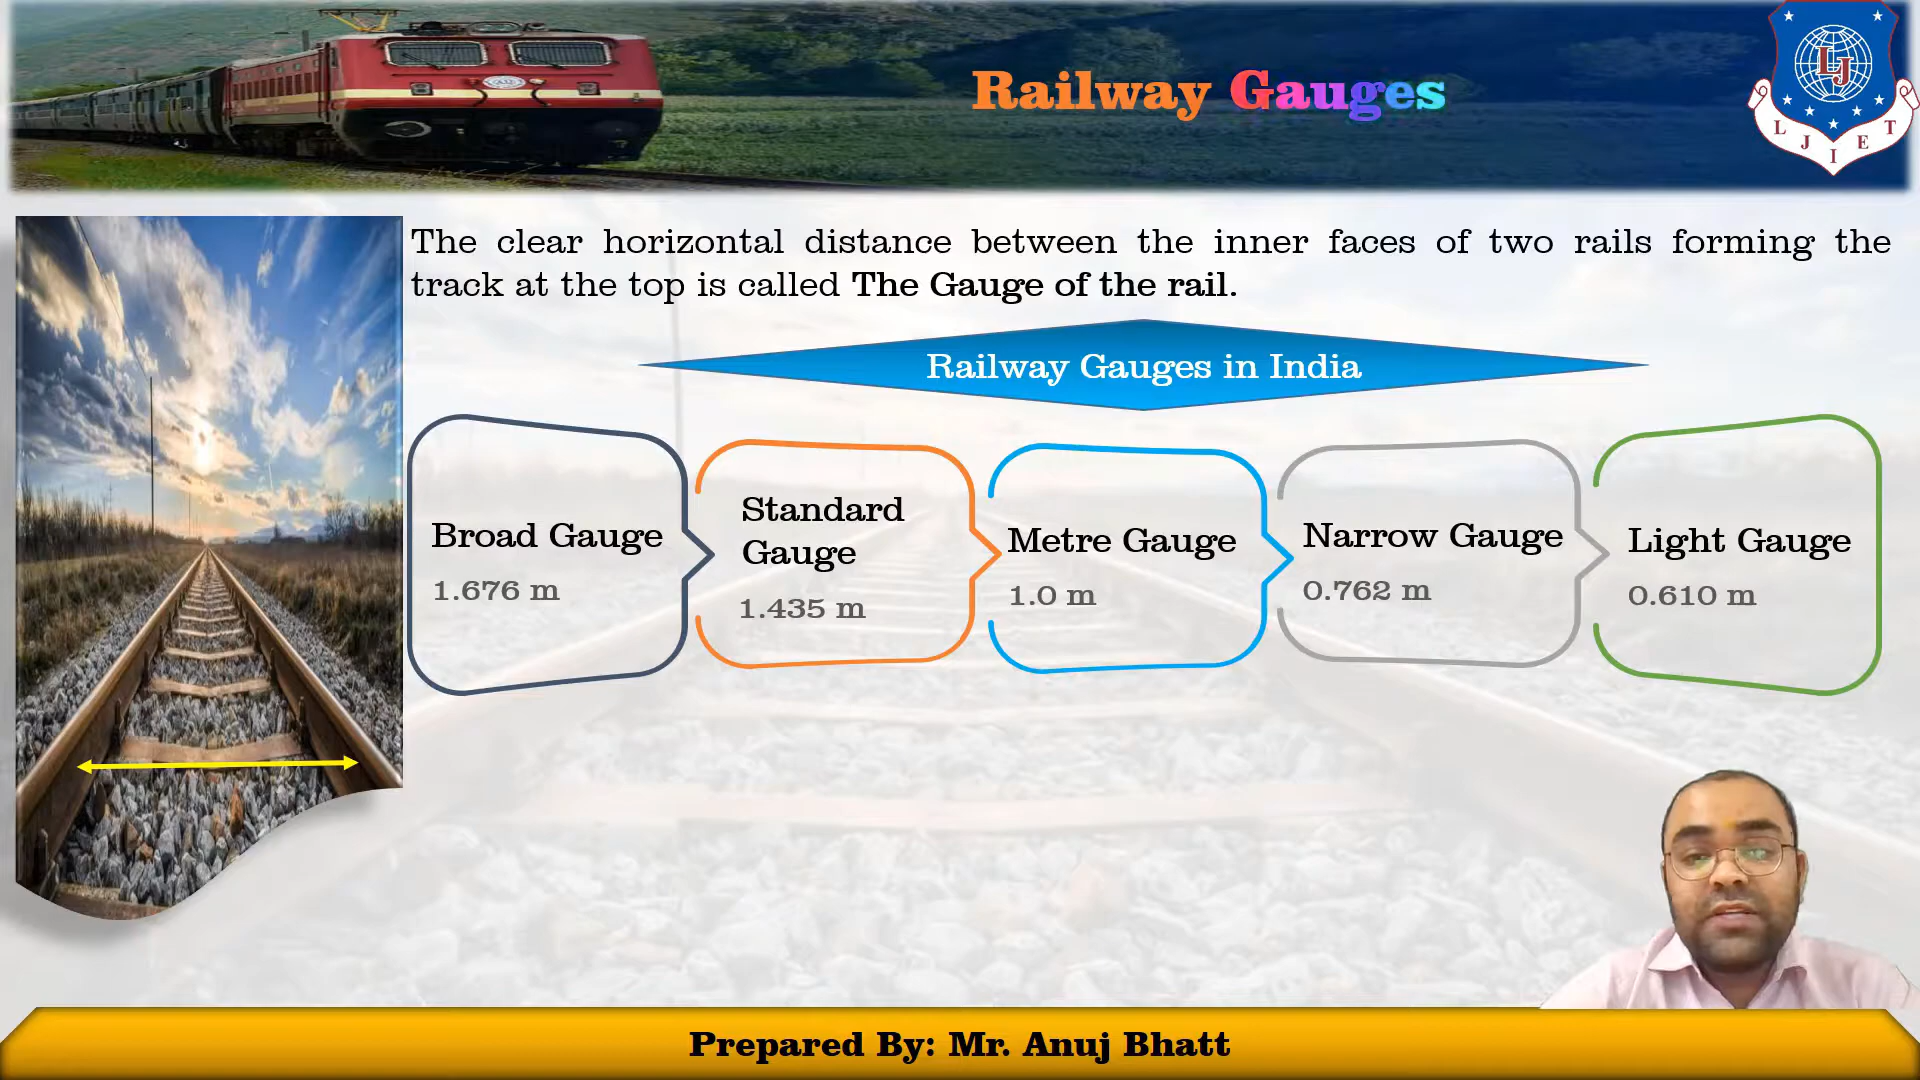 Railway Gauges
LJ
L J I E T
The clear horizontal distance between the inner faces of two rails forming the
track at the top is called The Gauge of the rail.
Railway Gauges in India
Broad Gauge
1.676 m
Standard
Gauge
1.435 m
Metre Gauge
1.0 m
Narrow Gauge
0.762 m
Light Gauge
0.610 m
Prepared By: Mr. Anuj Bhatt